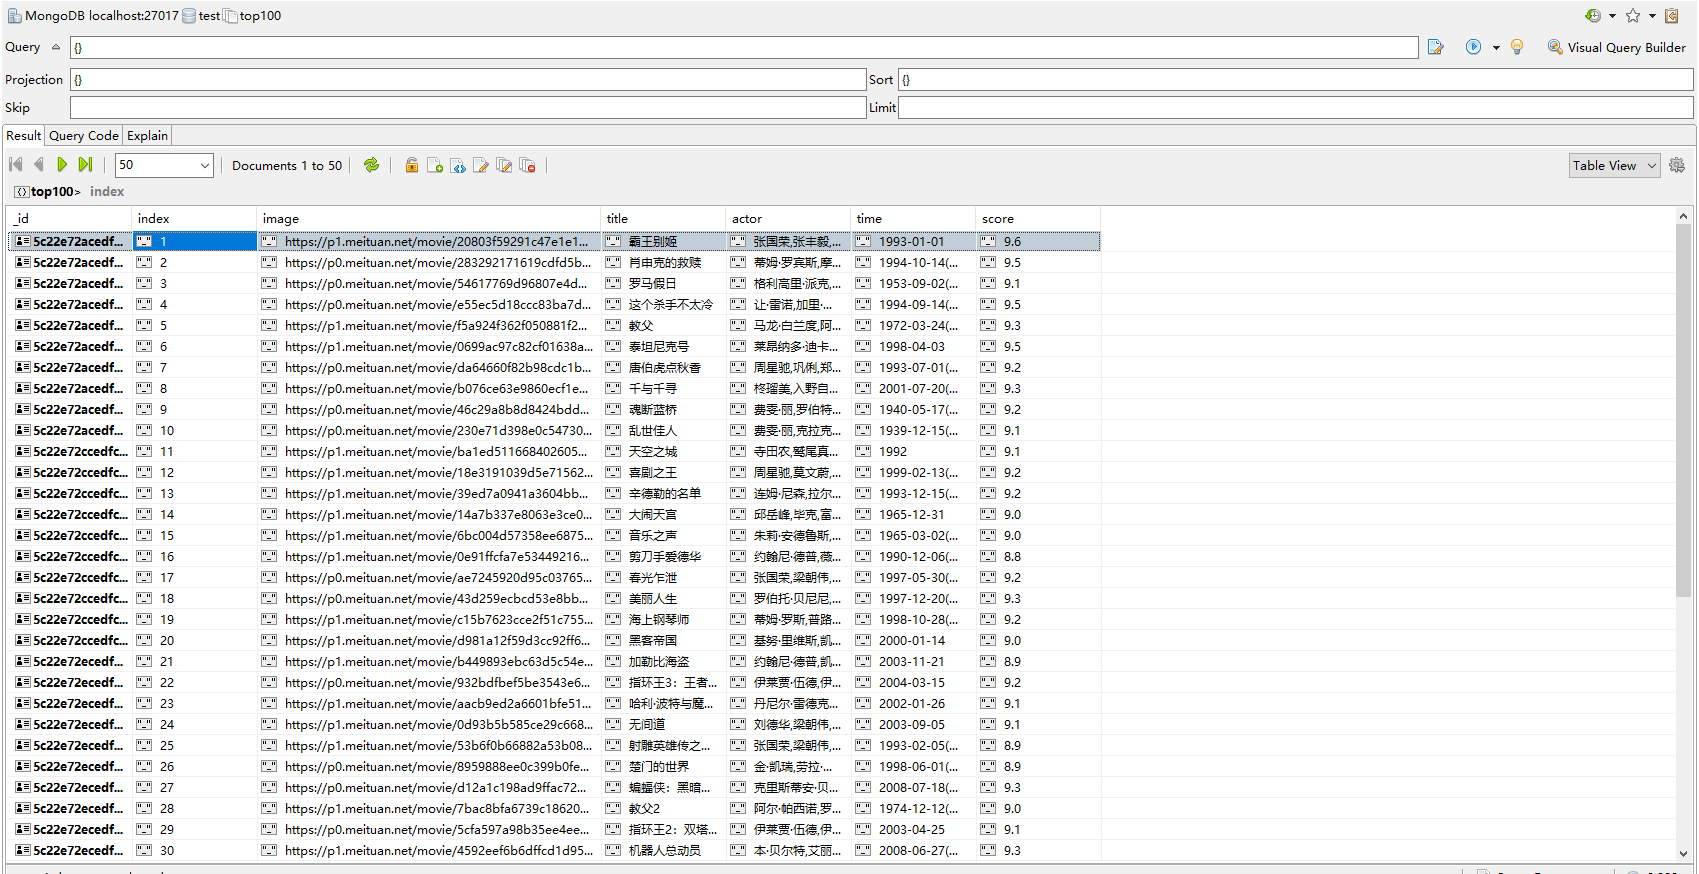 MongoDB localhost:27017 test top100
Query {} Visual Query Builder
Projection {} Sort {}
Skip Limit
Result Query Code Explain
50 Documents 1 to 50 Table View
top100> index
_id index image title actor time score
5c22e72acedf... 1 https://p1.meituan.net/movie/20803f59291c47e1e1... 霸王别姬 张国荣,张丰毅,... 1993-01-01 9.6
5c22e72acedf... 2 https://p0.meituan.net/movie/283292171619cdfd5b... 肖申克的救赎 蒂姆·罗宾斯,摩... 1994-10-14(... 9.5
5c22e72acedf... 3 https://p0.meituan.net/movie/54617769d96807e4d... 罗马假日 格利高里·派克,... 1953-09-02(... 9.1
5c22e72acedf... 4 https://p1.meituan.net/movie/e55ec5d18ccc83ba7d... 这个杀手不太冷 让·雷诺,加里·... 1994-09-14(... 9.5
5c22e72acedf... 5 https://p1.meituan.net/movie/f5a924f362f050881f2... 教父 马龙·白兰度,阿... 1972-03-24(... 9.3
5c22e72acedf... 6 https://p1.meituan.net/movie/0699ac97c82cf01638a... 泰坦尼克号 莱昂纳多·迪卡... 1998-04-03 9.5
5c22e72acedf... 7 https://p0.meituan.net/movie/da64660f82b98cdc1b... 唐伯虎点秋香 周星驰,巩俐,郑... 1993-07-01(... 9.2
5c22e72acedf... 8 https://p0.meituan.net/movie/b076ce63e9860ecf1e... 千与千寻 柊瑠美,入野自... 2001-07-20(... 9.3
5c22e72acedf... 9 https://p0.meituan.net/movie/46c29a8b8d8424bdd... 魂断蓝桥 费雯·丽,罗伯特... 1940-05-17(... 9.2
5c22e72acedf... 10 https://p0.meituan.net/movie/230e71d398e0c54730... 乱世佳人 费雯·丽,克拉克... 1939-12-15(... 9.1
5c22e72ccedfc... 11 https://p1.meituan.net/movie/ba1ed511668402605... 天空之城 寺田农,鹫尾真... 1992 9.1
5c22e72ccedfc... 12 https://p0.meituan.net/movie/18e3191039d5e71562... 喜剧之王 周星驰,莫文蔚,... 1999-02-13(... 9.2
5c22e72ccedfc... 13 https://p1.meituan.net/movie/39ed7a0941a3604bb... 辛德勒的名单 连姆·尼森,拉尔... 1993-12-15(... 9.2
5c22e72ccedfc... 14 https://p1.meituan.net/movie/14a7b337e8063e3ce0... 大闹天宫 邱岳峰,毕克,富... 1965-12-31 9.0
5c22e72ccedfc... 15 https://p1.meituan.net/movie/6bc004d57358ee6875... 音乐之声 朱莉·安德鲁斯,... 1965-03-02(... 9.0
5c22e72ccedfc... 16 https://p1.meituan.net/movie/0e91ffcfa7e53449216... 剪刀手爱德华 约翰尼·德普,薇... 1990-12-06(... 8.8
5c22e72ccedfc... 17 https://p0.meituan.net/movie/ae7245920d95c03765... 春光乍泄 张国荣,梁朝伟,... 1997-05-30(... 9.2
5c22e72ccedfc... 18 https://p0.meituan.net/movie/43d259ecbcd53e8bb... 美丽人生 罗伯托·贝尼尼,... 1997-12-20(... 9.3
5c22e72ccedfc... 19 https://p1.meituan.net/movie/c15b7623cce2f51c755... 海上钢琴师 蒂姆·罗斯,普路... 1998-10-28(... 9.2
5c22e72ccedfc... 20 https://p1.meituan.net/movie/d981a12f59d3cc92ff6... 黑客帝国 基努·里维斯,凯... 2000-01-14 9.0
5c22e72ecedf... 21 https://p1.meituan.net/movie/b449893ebc63d5c54e... 加勒比海盗 约翰尼·德普,凯... 2003-11-21 8.9
5c22e72ecedf... 22 https://p1.meituan.net/movie/932bdfbef5be3543e6... 指环王3：王者... 伊莱贾·伍德,伊... 2004-03-15 9.2
5c22e72ecedf... 23 https://p0.meituan.net/movie/aacb9ed2a6601bfe51... 哈利·波特与魔... 丹尼尔·雷德克... 2002-01-26 9.1
5c22e72ecedf... 24 https://p1.meituan.net/movie/0d93b5b585ce29c668... 无间道 刘德华,梁朝伟,... 2003-09-05 9.1
5c22e72ecedf... 25 https://p1.meituan.net/movie/53b6f0b66882a53b08... 射雕英雄传之... 张国荣,梁朝伟,... 1993-02-05(... 8.9
5c22e72ecedf... 26 https://p0.meituan.net/movie/8959888ee0c399b0fe... 楚门的世界 金·凯瑞,劳拉·... 1998-06-01(... 8.9
5c22e72ecedf... 27 https://p0.meituan.net/movie/d12a1c198ad9ffac72... 蝙蝠侠：黑暗... 克里斯蒂安·贝... 2008-07-18(... 9.3
5c22e72ecedf... 28 https://p1.meituan.net/movie/7bac8bfa6739c18620... 教父2 阿尔·帕西诺,罗... 1974-12-12(... 9.0
5c22e72ecedf... 29 https://p0.meituan.net/movie/5cfa597a98b35ee4ee... 指环王2：双塔... 伊莱贾·伍德,伊... 2003-04-25 9.1
5c22e72ecedf... 30 https://p1.meituan.net/movie/4592eef6b6dffcd1d95... 机器人总动员 本·贝尔特,艾丽... 2008-06-27(... 9.3